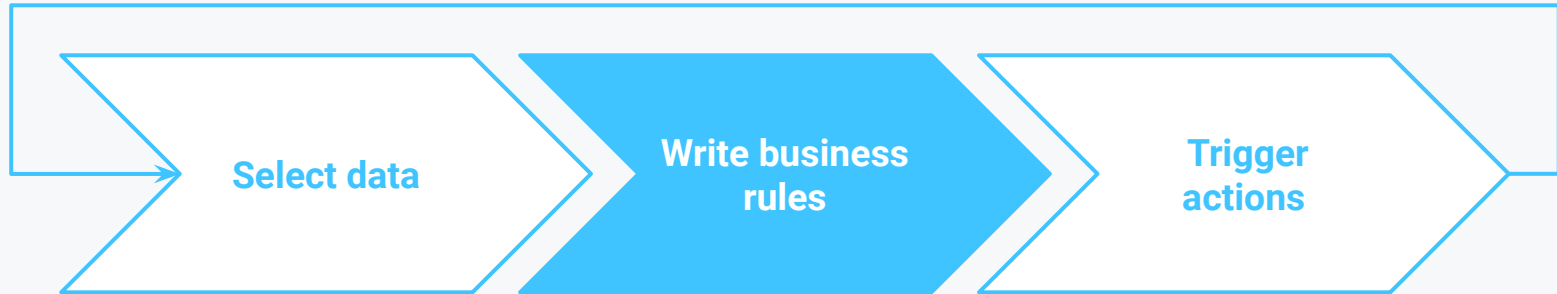 Select data
Write business
rules
Trigger
actions